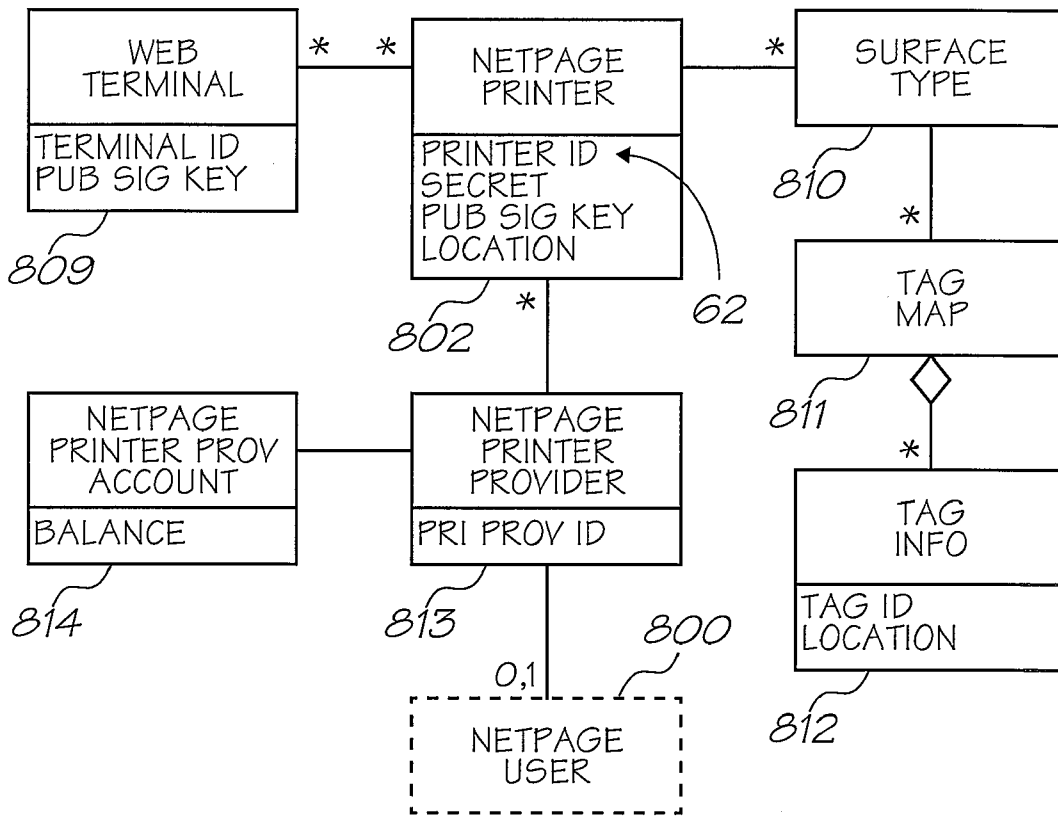 WEB
TERMINAL
TERMINAL ID
PUB SIG KEY
809
* *
NETPAGE
PRINTER
PRINTER ID
SECRET
PUB SIG KEY
LOCATION
802
62
*
*
SURFACE
TYPE
810
*
TAG
MAP
811
*
NETPAGE
PRINTER PROV
ACCOUNT
BALANCE
814
NETPAGE
PRINTER
PROVIDER
PRI PROV ID
813
TAG
INFO
TAG ID
LOCATION
812
0,1
800
NETPAGE
USER